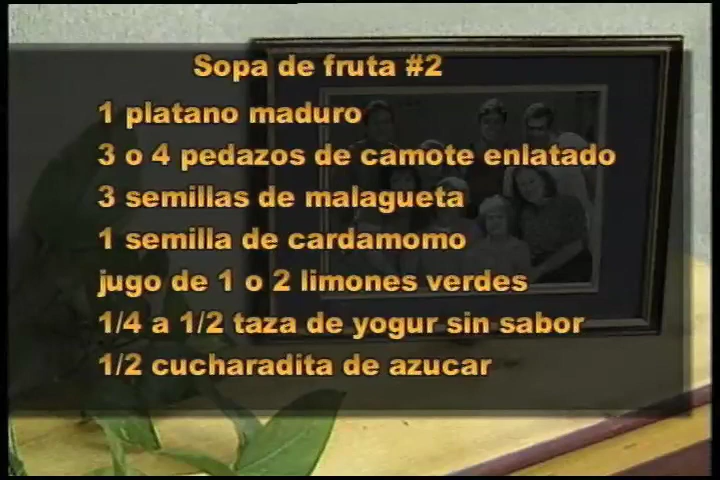 Sopa de fruta #2
1 platano maduro
3 o 4 pedazos de camote enlatado
3 semillas de malagueta
1 semilla de cardamomo
jugo de 1 o 2 limones verdes
1/4 a 1/2 taza de yogur sin sabor
1/2 cucharadita de azucar